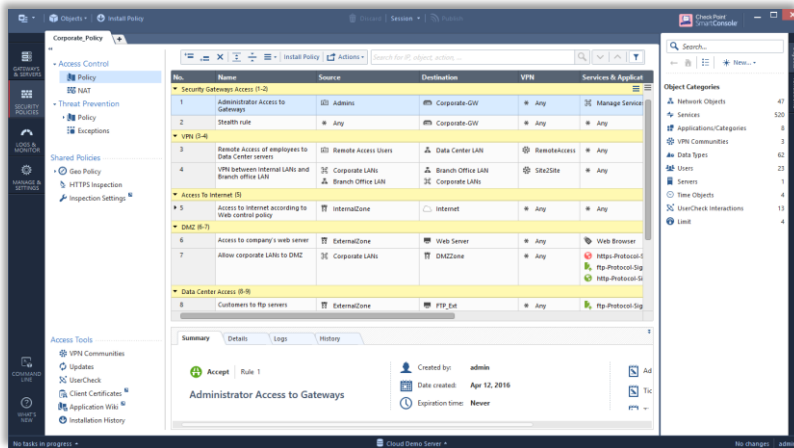 Objects
Install Policy
Discard
Session
Publish
Check Point
SmartConsole
Corporate_Policy
+
GATEWAYS
& SERVERS
SECURITY
POLICIES
LOGS &
MONITOR
MANAGE &
SETTINGS
COMMAND
LINE
WHAT'S
NEW
Access Control
Policy
NAT
Threat Prevention
Policy
Exceptions
Shared Policies
Geo Policy
HTTPS Inspection
Inspection Settings
Access Tools
VPN Communities
Updates
UserCheck
Client Certificates
Application Wiki
Installation History
Install Policy Actions
Search for IP, object, action, ...
No. Name Source Destination VPN Services & Applicat
Security Gateways Access (1-2)
1 Administrator Access to Gateways Admins Corporate-GW Any Manage Service
2 Stealth rule Any Corporate-GW Any Any
VPN (3-4)
3 Remote Access of employees to Data Center servers Remote Access Users Data Center LAN RemoteAccess Any
4 VPN between Internal LANs and Branch office LAN Corporate LANs Branch Office LAN Site2Site Any
Branch Office LAN Corporate LANs
Access To Internet (5)
5 Access to Internet according to Web control policy InternalZone Internet Any Any
DMZ (6-7)
6 Access to company's web server ExternalZone Web Server Any Web Browser
7 Allow corporate LANs to DMZ Corporate LANs DMZZone Any https-Protocol-S
ftp-Protocol-Sig
http-Protocol-Si
Data Center Access (8-9)
8 Customers to ftp servers ExternalZone FTP_Ext Any ftp-Protocol-Sig
Summary Details Logs History
Accept Rule 1
Administrator Access to Gateways
Created by: admin
Date created: Apr 12, 2016
Expiration time: Never
Ad
Tic
Search...
New...
Object Categories
Network Objects 47
Services 520
Applications/Categories 8
VPN Communities 3
Data Types 62
Users 23
Servers 1
Time Objects 4
UserCheck Interactions 13
Limit 4
No tasks in progress
Cloud Demo Server
No changes
admi